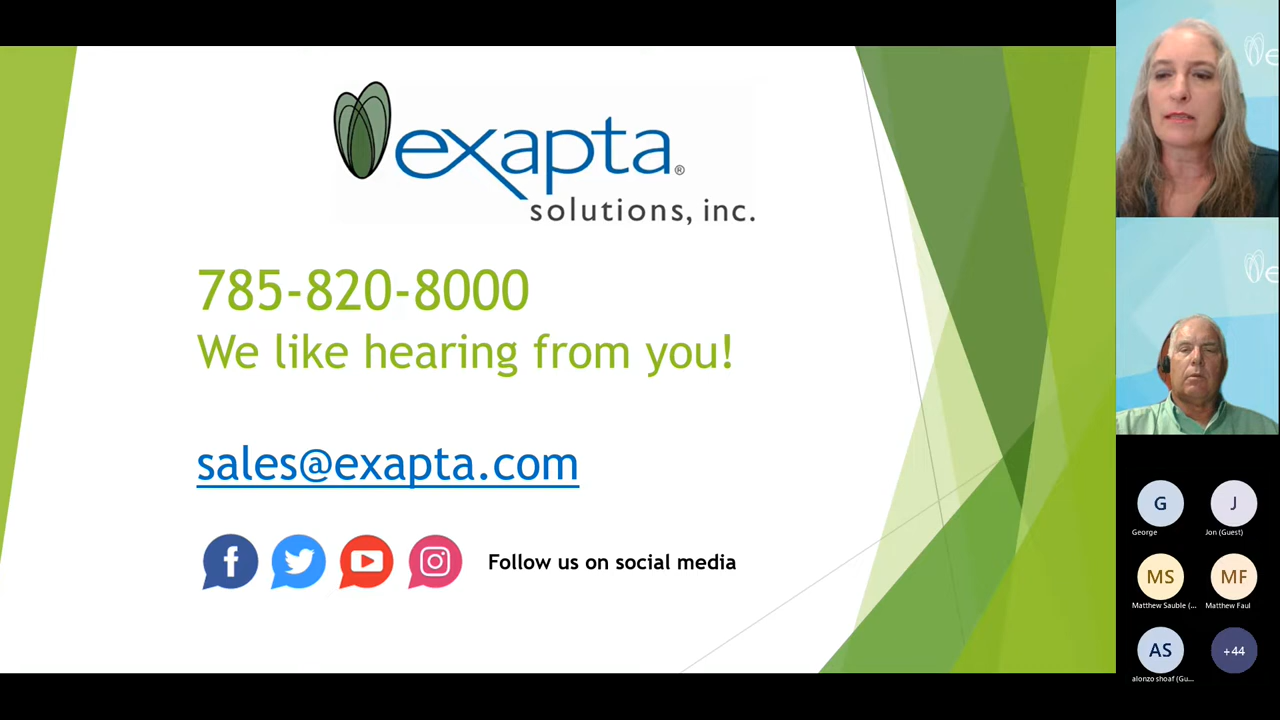 exapta®
solutions, inc.
785-820-8000
We like hearing from you!
sales@exapta.com
Follow us on social media
G
George
J
Jon (Guest)
MS
Matthew Sauble (...
MF
Matthew Faul
AS
alonzo shoaf (Gu...
+44